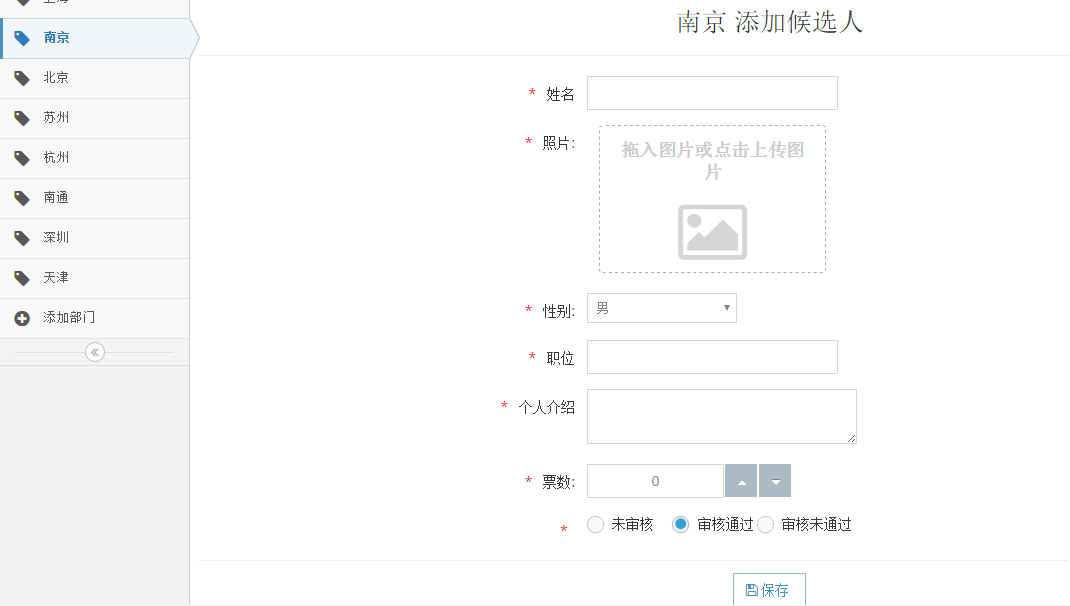 上海
南京
北京
苏州
杭州
南通
深圳
天津
添加部门
南京 添加候选人
* 姓名
* 照片:
拖入图片或点击上传图
片
* 性别: 男
* 职位
* 个人介绍
* 票数: 0
* 未审核 审核通过 审核未通过
保存